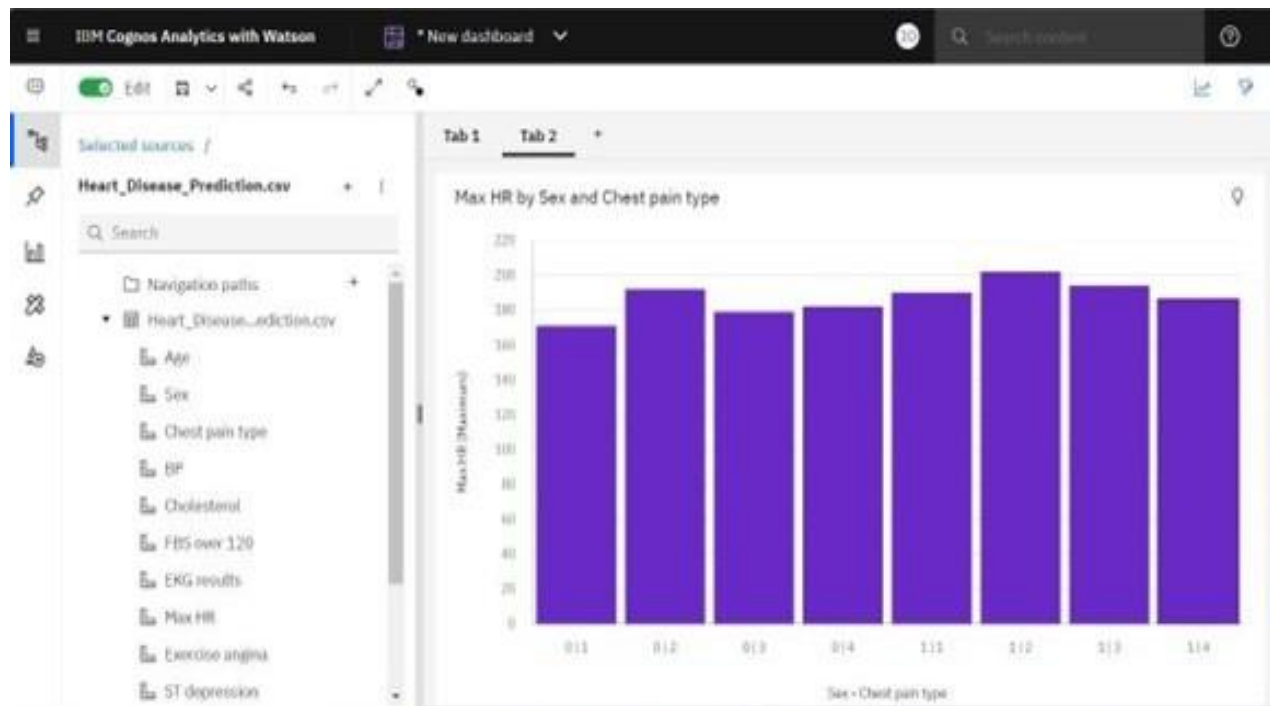 IBM Cognos Analytics with Watson
* New dashboard
Search content
Edit
Selected sources /
Heart_Disease_Prediction.csv
Search
Navigation paths
Heart_Disease...ediction.csv
Age
Sex
Chest pain type
BP
Cholesterol
FBS over 120
EKG results
Max HR
Exercise angina
ST depression
Tab 1 Tab 2 +
Max HR by Sex and Chest pain type
Max HR (Maximum)
220
200
180
160
140
120
100
80
60
40
20
0
0|1 0|2 0|3 0|4 1|1 1|2 1|3 1|4
Sex - Chest pain type